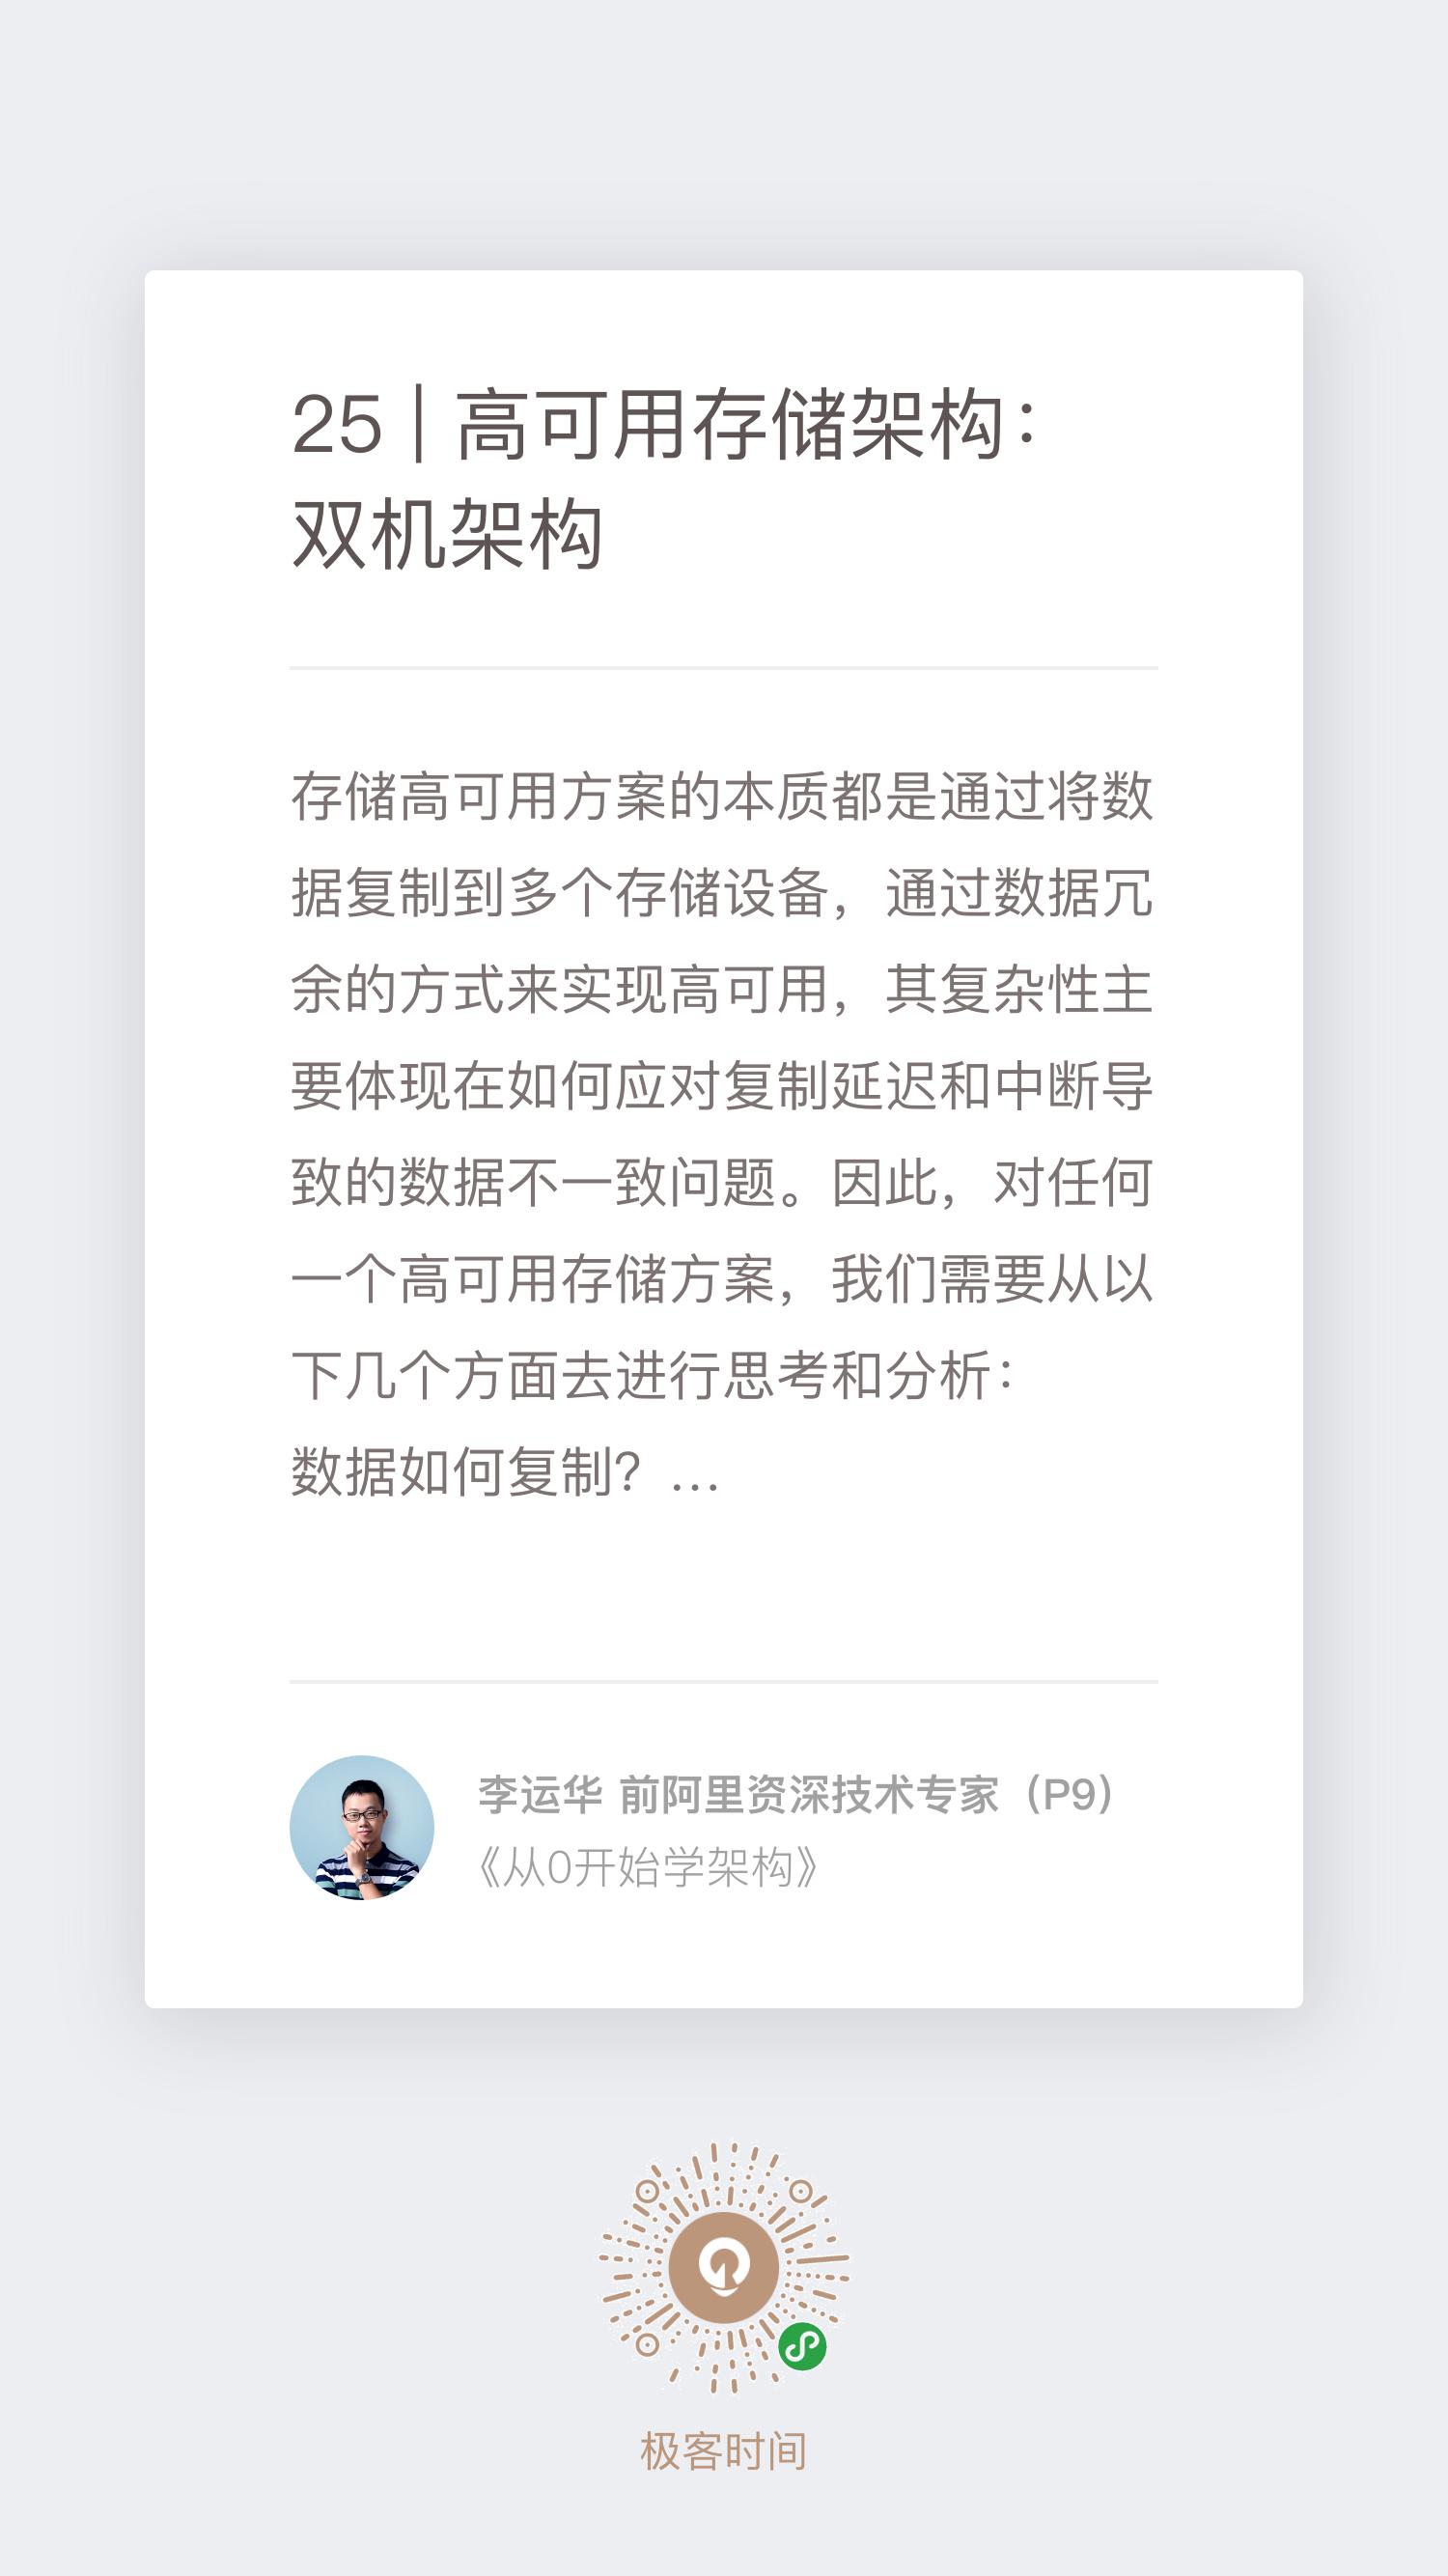 25 | 高可用存储架构：
双机架构
存储高可用方案的本质都是通过将数
据复制到多个存储设备，通过数据冗
余的方式来实现高可用，其复杂性主
要体现在如何应对复制延迟和中断导
致的数据不一致问题。因此，对任何
一个高可用存储方案，我们需要从以
下几个方面去进行思考和分析：
数据如何复制？...
李运华 前阿里资深技术专家（P9）
《从0开始学架构》
极客时间